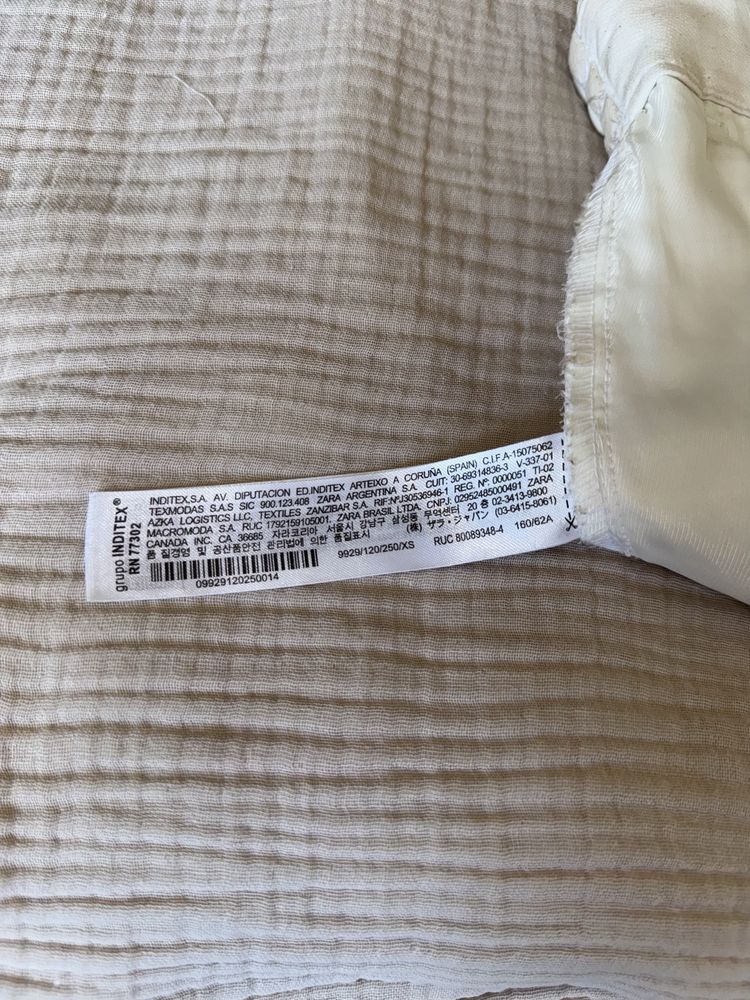 grupo INDITEX®
RN 77302
INDITEX,S.A. AV. DIPUTACION ED.INDITEX ARTEIXO A CORUÑA (SPAIN) C.I.F.A-15075062
TEXMODAS S.A.S SIC 900.123.408 ZARA ARGENTINA S.A. CUIT: 30-69314836-3 V-337-01
AZKA LOGISTICS LLC, TEXTILES ZANZIBAR S.A. RIF:Nº:J30536946-1 REG. Nº: 0000051 TI-02
MACROMODA S.A. RUC 1792159105001. ZARA BRASIL LTDA. CNPJ: 02952485000491 ZARA
CANADA INC. CA 36685 자라코리아 서울시 강남구 삼성동 무역센터 20 층 02-3413-9800
품 질경영 및 공산품안전 관리법에 의한 품질표시 (株) ザラ・ジャパン (03-6415-8061)
9929/120/250/XS RUC 80089348-4 160/62A
09929120250014